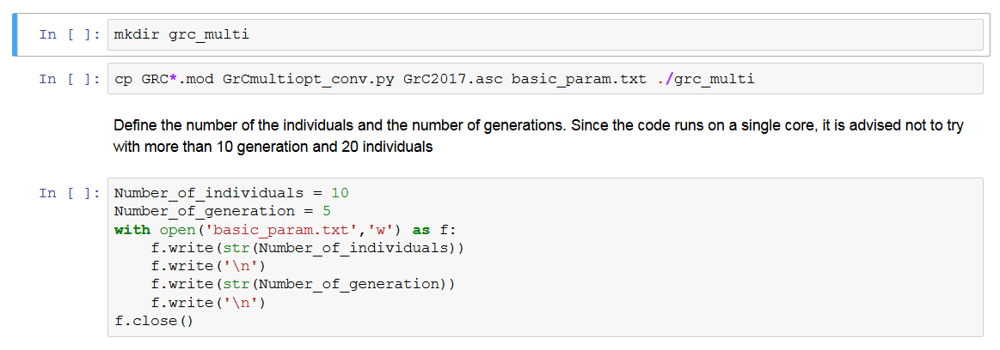 In [ ]: mkdir grc_multi
In [ ]: cp GRC*.mod GrCmultiopt_conv.py GrC2017.asc basic_param.txt ./grc_multi
Define the number of the individuals and the number of generations. Since the code runs on a single core, it is advised not to try
with more than 10 generation and 20 individuals
In [ ]: Number_of_individuals = 10
Number_of_generation = 5
with open('basic_param.txt','w') as f:
    f.write(str(Number_of_individuals))
    f.write('\n')
    f.write(str(Number_of_generation))
    f.write('\n')
f.close()